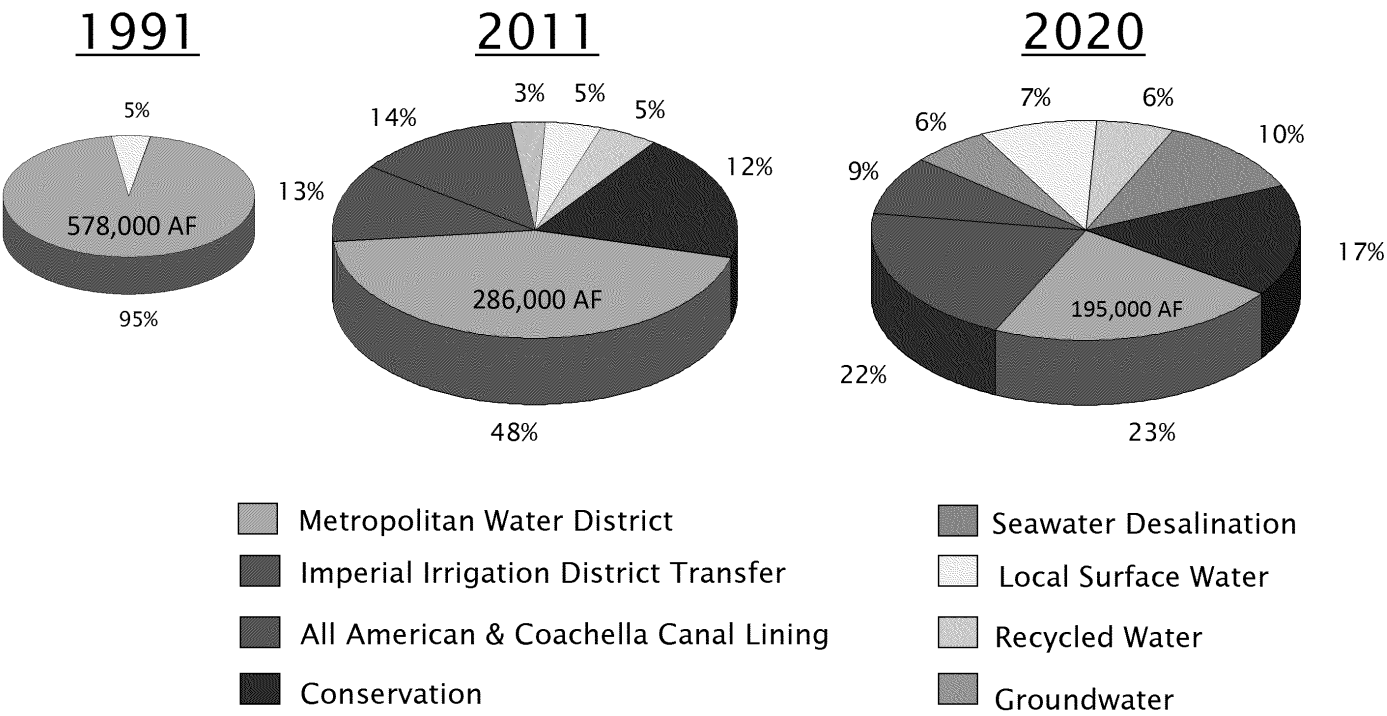 1991
2011
2020
5%
578,000 AF
95%
3%
5%
5%
14%
12%
13%
286,000 AF
48%
7%
6%
6%
10%
9%
17%
195,000 AF
22%
23%
Metropolitan Water District
Imperial Irrigation District Transfer
All American & Coachella Canal Lining
Conservation
Seawater Desalination
Local Surface Water
Recycled Water
Groundwater